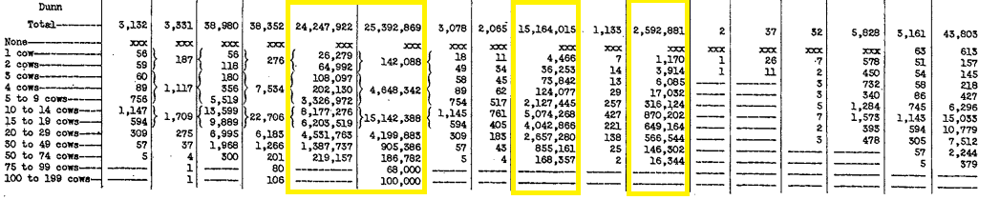 Dunn
Total 3,132 3,331 38,980 38,352 24,247,922 25,392,869 3,078 2,065 15,164,015 1,133 2,592,881 2 37 32 5,828 3,161 43,803
None xxx xxx xxx xxx xxx xxx xxx xxx xxx xxx xxx xxx xxx xxx xxx 63 613
1 cow 32 187 56 276 26,279 142,088 18 11 4,466 7 1,170 1 26 7 578 51 157
2 cows 59 118 64,992 49 34 36,253 14 3,914 1 11 2 450 54 145
3 cows 60 1,117 180 7,534 108,097 4,648,342 58 45 73,842 13 6,085 3 732 58 218
4 cows 89 356 202,130 89 62 124,077 29 17,032 3 340 86 427
5 to 9 cows 756 5,519 3,326,972 754 517 2,127,445 257 316,124 5 1,284 745 6,296
10 to 14 cows 1,147 1,709 13,599 22,706 8,177,276 15,142,388 1,145 761 5,074,268 427 870,202 7 1,573 1,143 15,033
15 to 19 cows 594 9,889 6,203,519 594 405 4,042,866 221 649,164 2 393 594 10,779
20 to 29 cows 309 275 6,995 6,183 4,531,763 4,199,883 309 183 2,657,280 138 566,544 3 478 305 7,512
30 to 49 cows 57 37 1,968 1,266 1,387,737 905,386 57 43 855,161 25 146,302 57 2,244
50 to 74 cows 5 4 300 201 219,157 186,782 5 4 168,357 2 16,344 5 379
75 to 99 cows 1 80 68,000
100 to 199 cows 1 106 100,000